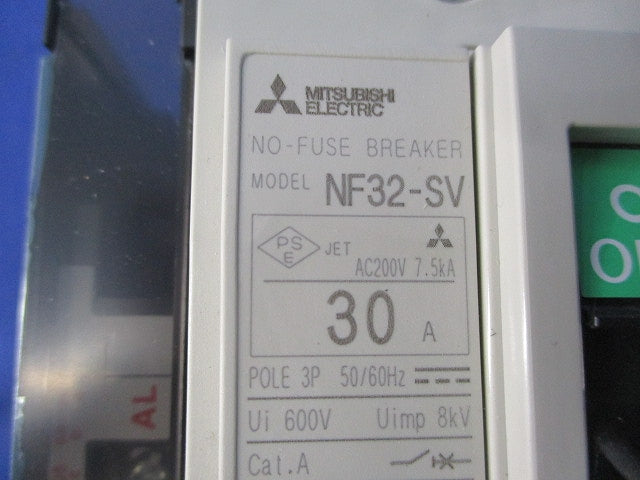 MITSUBISHI
ELECTRIC
NO-FUSE BREAKER
MODEL NF32-SV
PS
E
JET
AC200V 7.5kA
30 A
POLE 3P 50/60Hz
Ui 600V Uimp 8kV
Cat.A
AL